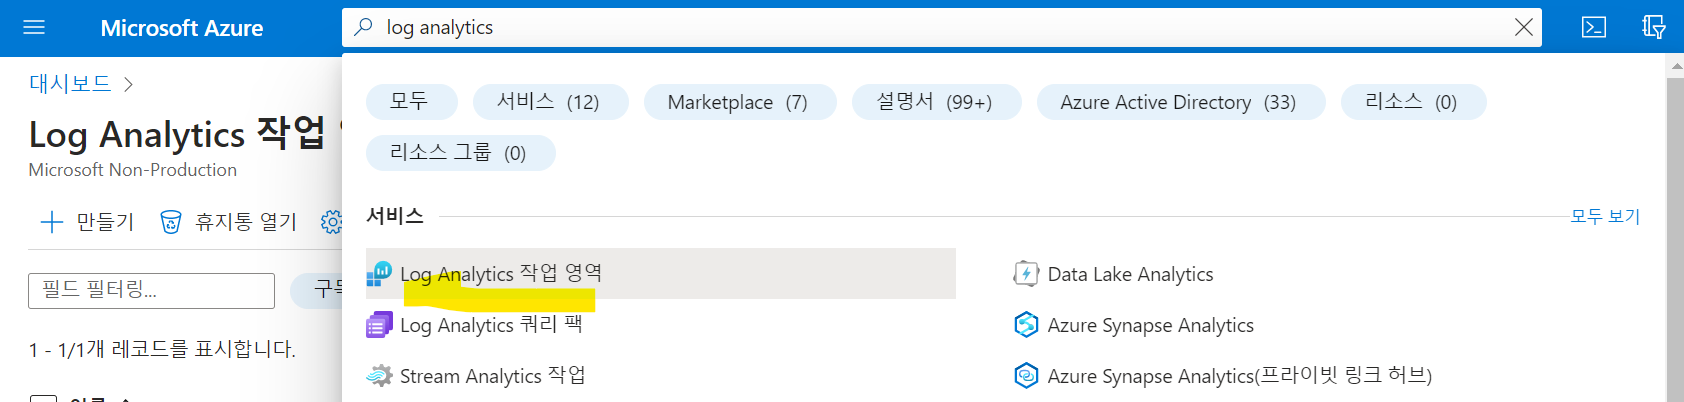 Microsoft Azure
log analytics
대시보드
모두
서비스 (12)
Marketplace (7)
설명서 (99+)
Azure Active Directory (33)
리소스 (0)
리소스 그룹 (0)
Log Analytics 작업
Microsoft Non-Production
만들기
휴지통 열기
서비스
모두 보기
필드 필터링...
Log Analytics 작업 영역
Data Lake Analytics
Log Analytics 쿼리 팩
Azure Synapse Analytics
1 - 1/1개 레코드를 표시합니다.
Stream Analytics 작업
Azure Synapse Analytics(프라이빗 링크 허브)